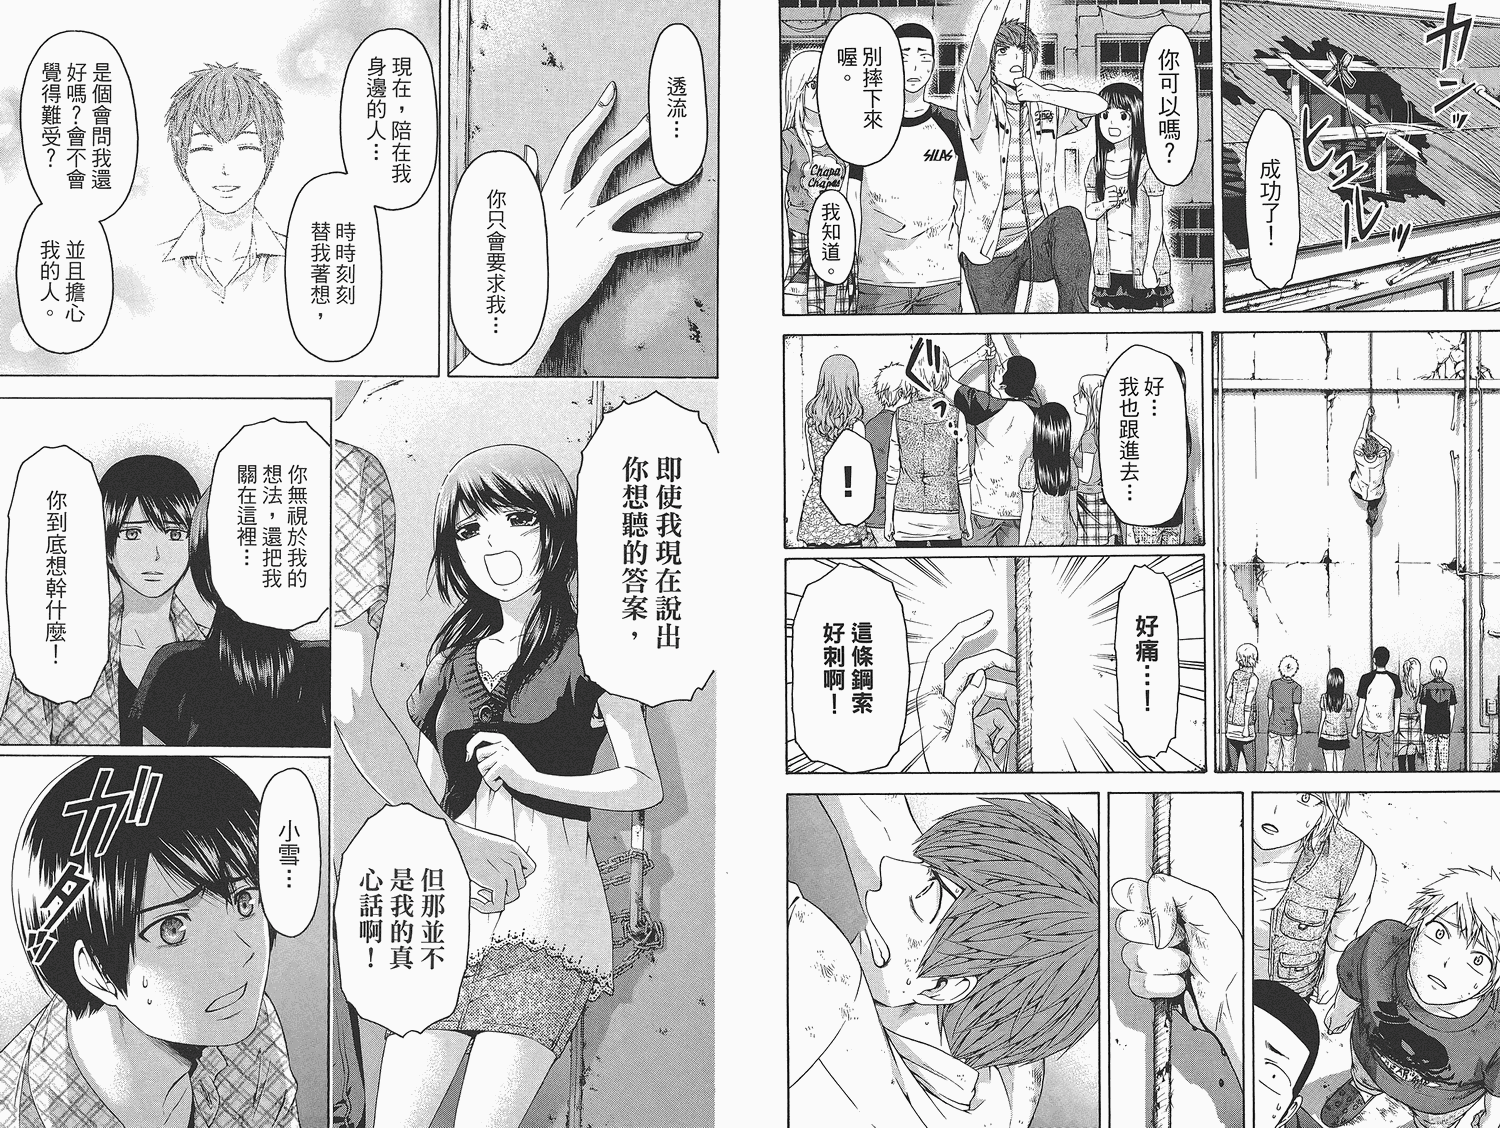 カーン
ヒュルルッ
成功了！
你可以嗎？
別摔下來
喔。
SILAS
Chapa
Chapes
我知道。
好…
我也跟進去…
！
好痛…！
這條鋼索
好刺啊！
透流…
你只會要求我…
現在，陪在我
身邊的人…
時時刻刻
替我著想，
是個會問我還
好嗎？會不會
覺得難受？
並且擔心
我的人。
即使我現在說出
你想聽的答案，
但那並不
是我的真
心話啊！
你無視於我的
想法，還把我
關在這裡…
你到底想幹什麼！
小雪…
ガタッ